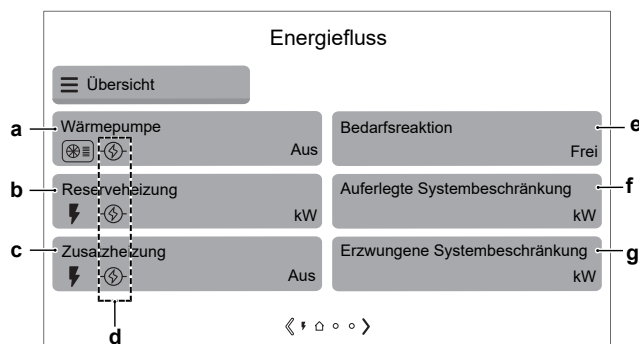 Energiefluss
Übersicht
a
Wärmepumpe
Aus
e
Bedarfsreaktion
Frei
b
Reserveheizung
kW
f
Auferlegte Systembeschränkung
kW
c
Zusatzheizung
Aus
g
Erzwungene Systembeschränkung
kW
d